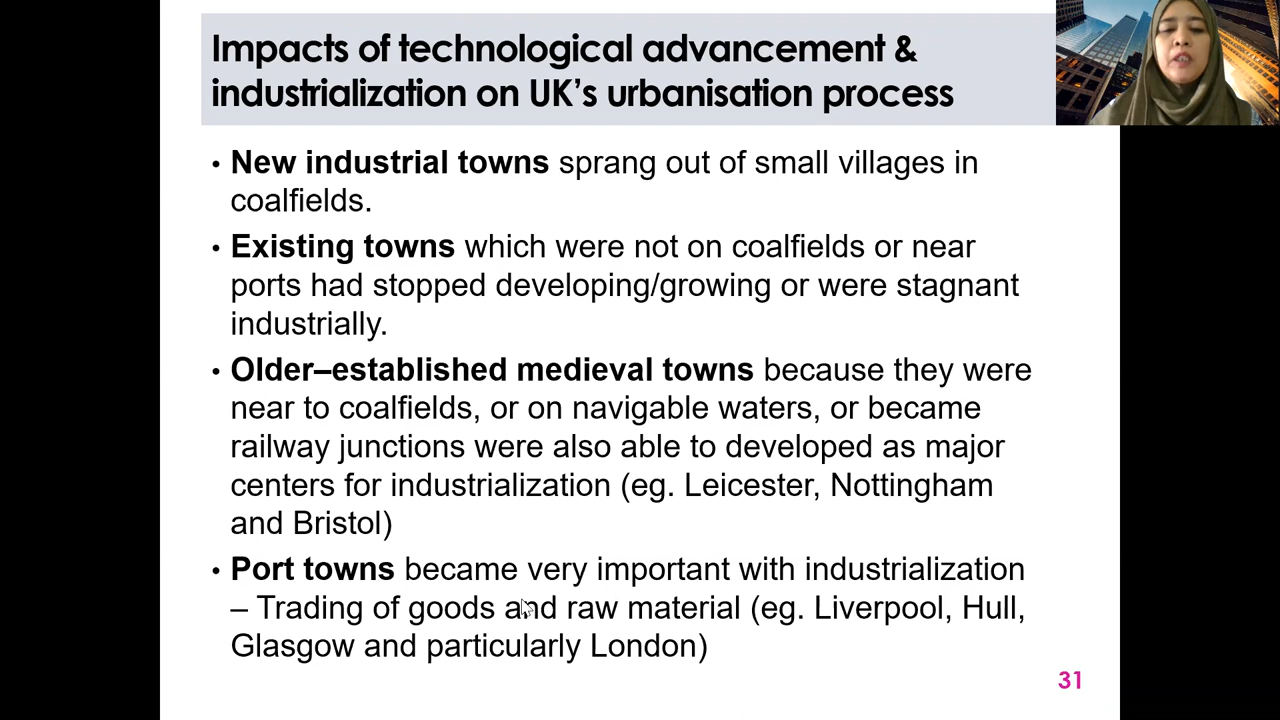 Impacts of technological advancement &
industrialization on UK's urbanisation process
• New industrial towns sprang out of small villages in
coalfields.
• Existing towns which were not on coalfields or near
ports had stopped developing/growing or were stagnant
industrially.
• Older–established medieval towns because they were
near to coalfields, or on navigable waters, or became
railway junctions were also able to developed as major
centers for industrialization (eg. Leicester, Nottingham
and Bristol)
• Port towns became very important with industrialization
– Trading of goods and raw material (eg. Liverpool, Hull,
Glasgow and particularly London)
31